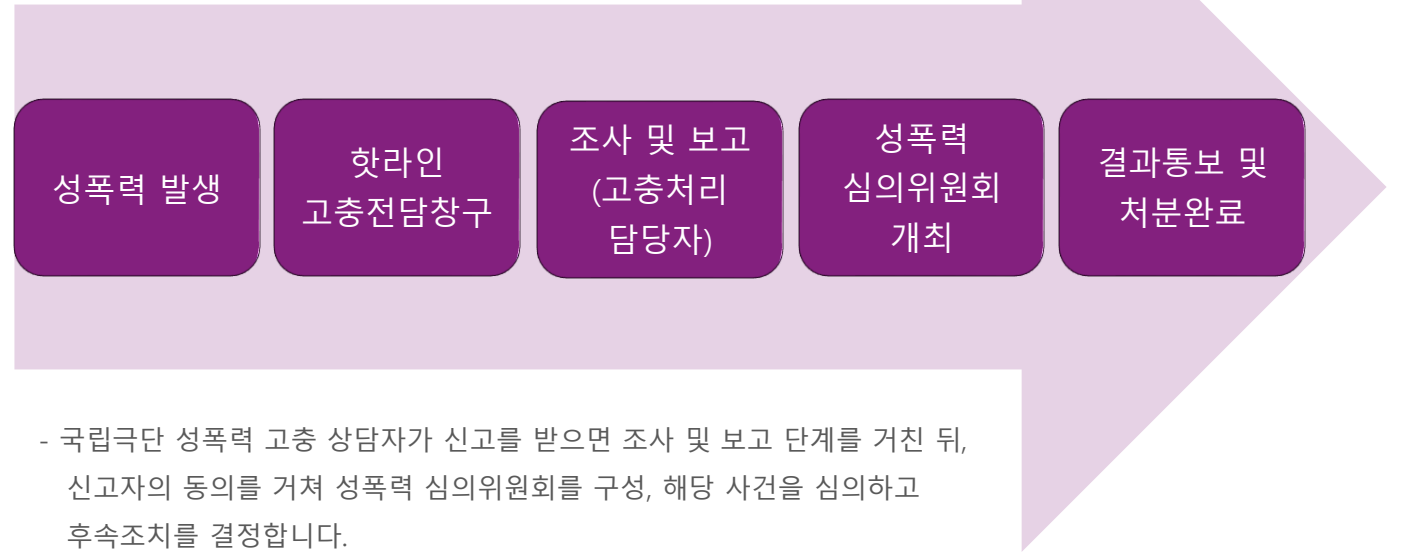 성폭력 발생
핫라인
고충전담창구
조사 및 보고
(고충처리
담당자)
성폭력
심의위원회
개최
결과통보 및
처분완료
- 국립극단 성폭력 고충 상담자가 신고를 받으면 조사 및 보고 단계를 거친 뒤,
신고자의 동의를 거쳐 성폭력 심의위원회를 구성, 해당 사건을 심의하고
후속조치를 결정합니다.